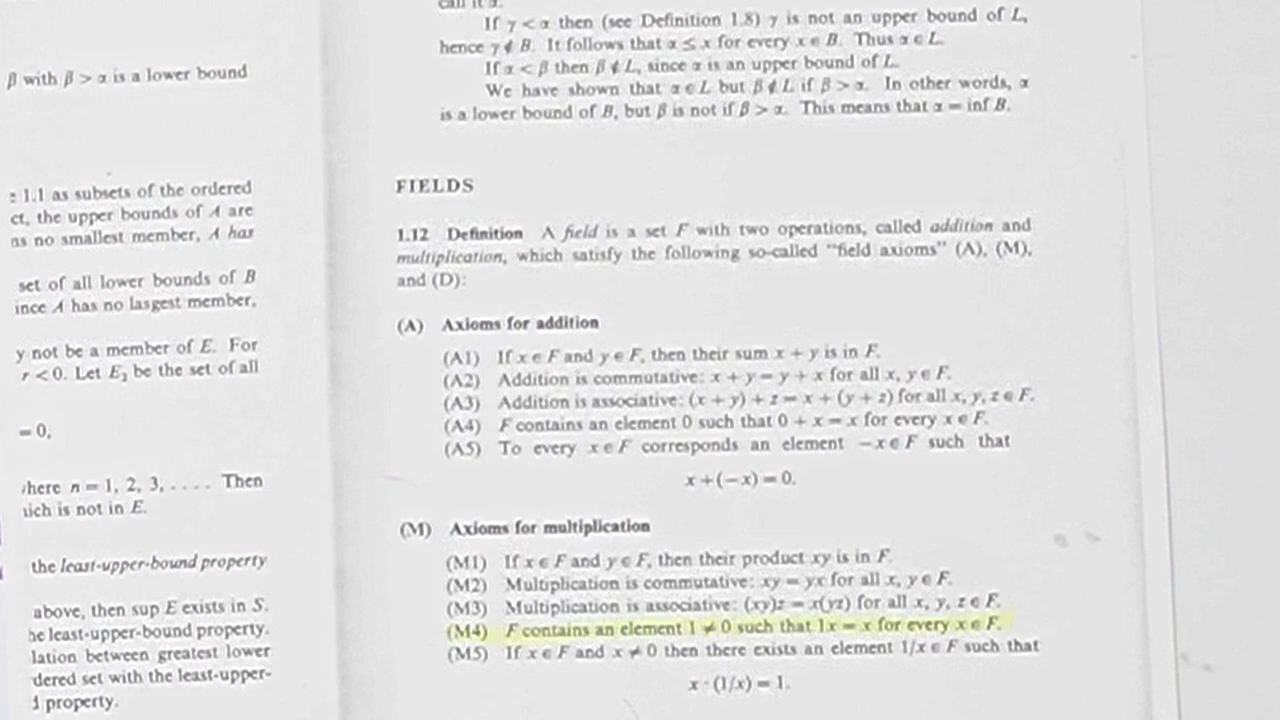 β with β > α is a lower bound
1.1 as subsets of the ordered
ct, the upper bounds of A are
as no smallest member, A has
set of all lower bounds of B
ince A has no lasgest member,
y not be a member of E. For
r < 0. Let E₂ be the set of all
= 0,
here n = 1, 2, 3, . . . . Then
ich is not in E.
the least-upper-bound property
above, then sup E exists in S.
he least-upper-bound property.
lation between greatest lower
dered set with the least-upper-
property.
call it α.
If γ < α then (see Definition 1.8) γ is not an upper bound of L,
hence γ ∉ B. It follows that α ≤ x for every x ∈ B. Thus α ∈ L.
If α < β then β ∉ L, since α is an upper bound of L.
We have shown that α ∈ L but β ∉ L if β > α. In other words, α
is a lower bound of B, but β is not if β > α. This means that α = inf B.
FIELDS
1.12 Definition A field is a set F with two operations, called addition and
multiplication, which satisfy the following so-called "field axioms" (A), (M),
and (D):
(A) Axioms for addition
(A1) If x ∈ F and y ∈ F, then their sum x + y is in F.
(A2) Addition is commutative: x + y = y + x for all x, y ∈ F.
(A3) Addition is associative: (x + y) + z = x + (y + z) for all x, y, z ∈ F.
(A4) F contains an element 0 such that 0 + x = x for every x ∈ F.
(A5) To every x ∈ F corresponds an element −x ∈ F such that
x + (−x) = 0.
(M) Axioms for multiplication
(M1) If x ∈ F and y ∈ F, then their product xy is in F.
(M2) Multiplication is commutative: xy = yx for all x, y ∈ F.
(M3) Multiplication is associative: (xy)z = x(yz) for all x, y, z ∈ F.
(M4) F contains an element 1 ≠ 0 such that 1x = x for every x ∈ F.
(M5) If x ∈ F and x ≠ 0 then there exists an element 1/x ∈ F such that
x · (1/x) = 1.